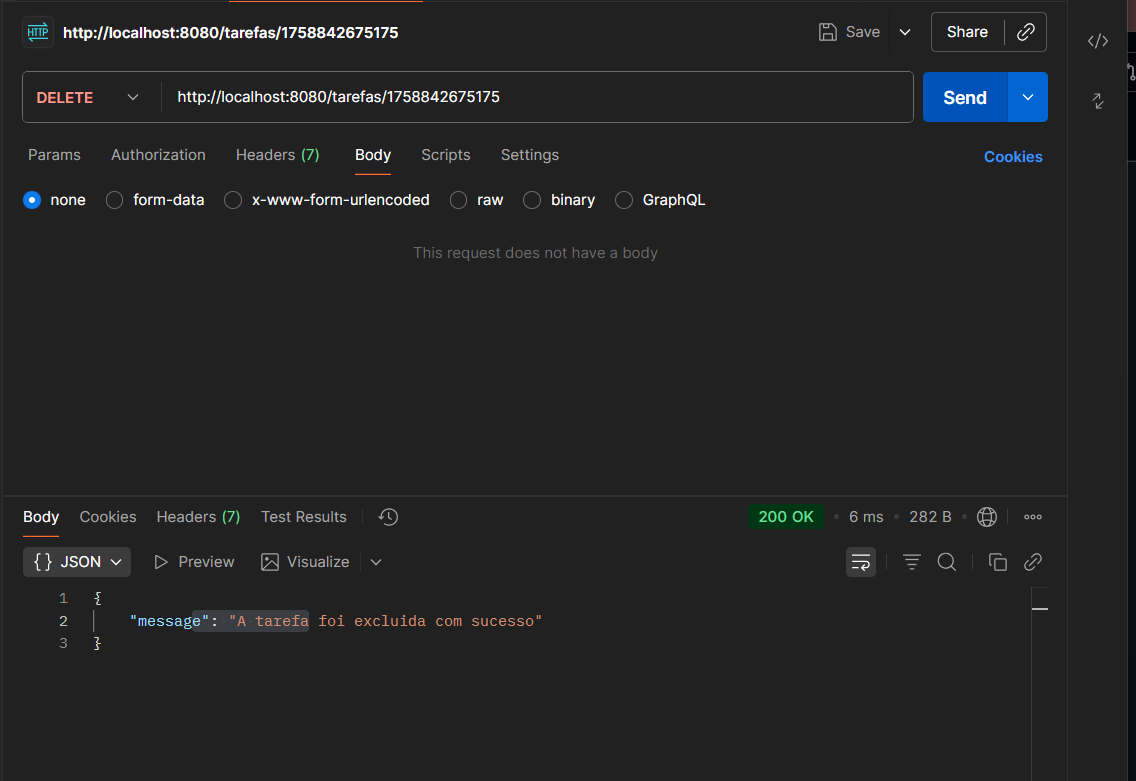 HTTP http://localhost:8080/tarefas/1758842675175 Save Share
DELETE http://localhost:8080/tarefas/1758842675175 Send
Params Authorization Headers (7) Body Scripts Settings Cookies
none form-data x-www-form-urlencoded raw binary GraphQL
This request does not have a body
Body Cookies Headers (7) Test Results 200 OK • 6 ms • 282 B •
{} JSON Preview Visualize
1 {
2 "message": "A tarefa foi excluida com sucesso"
3 }